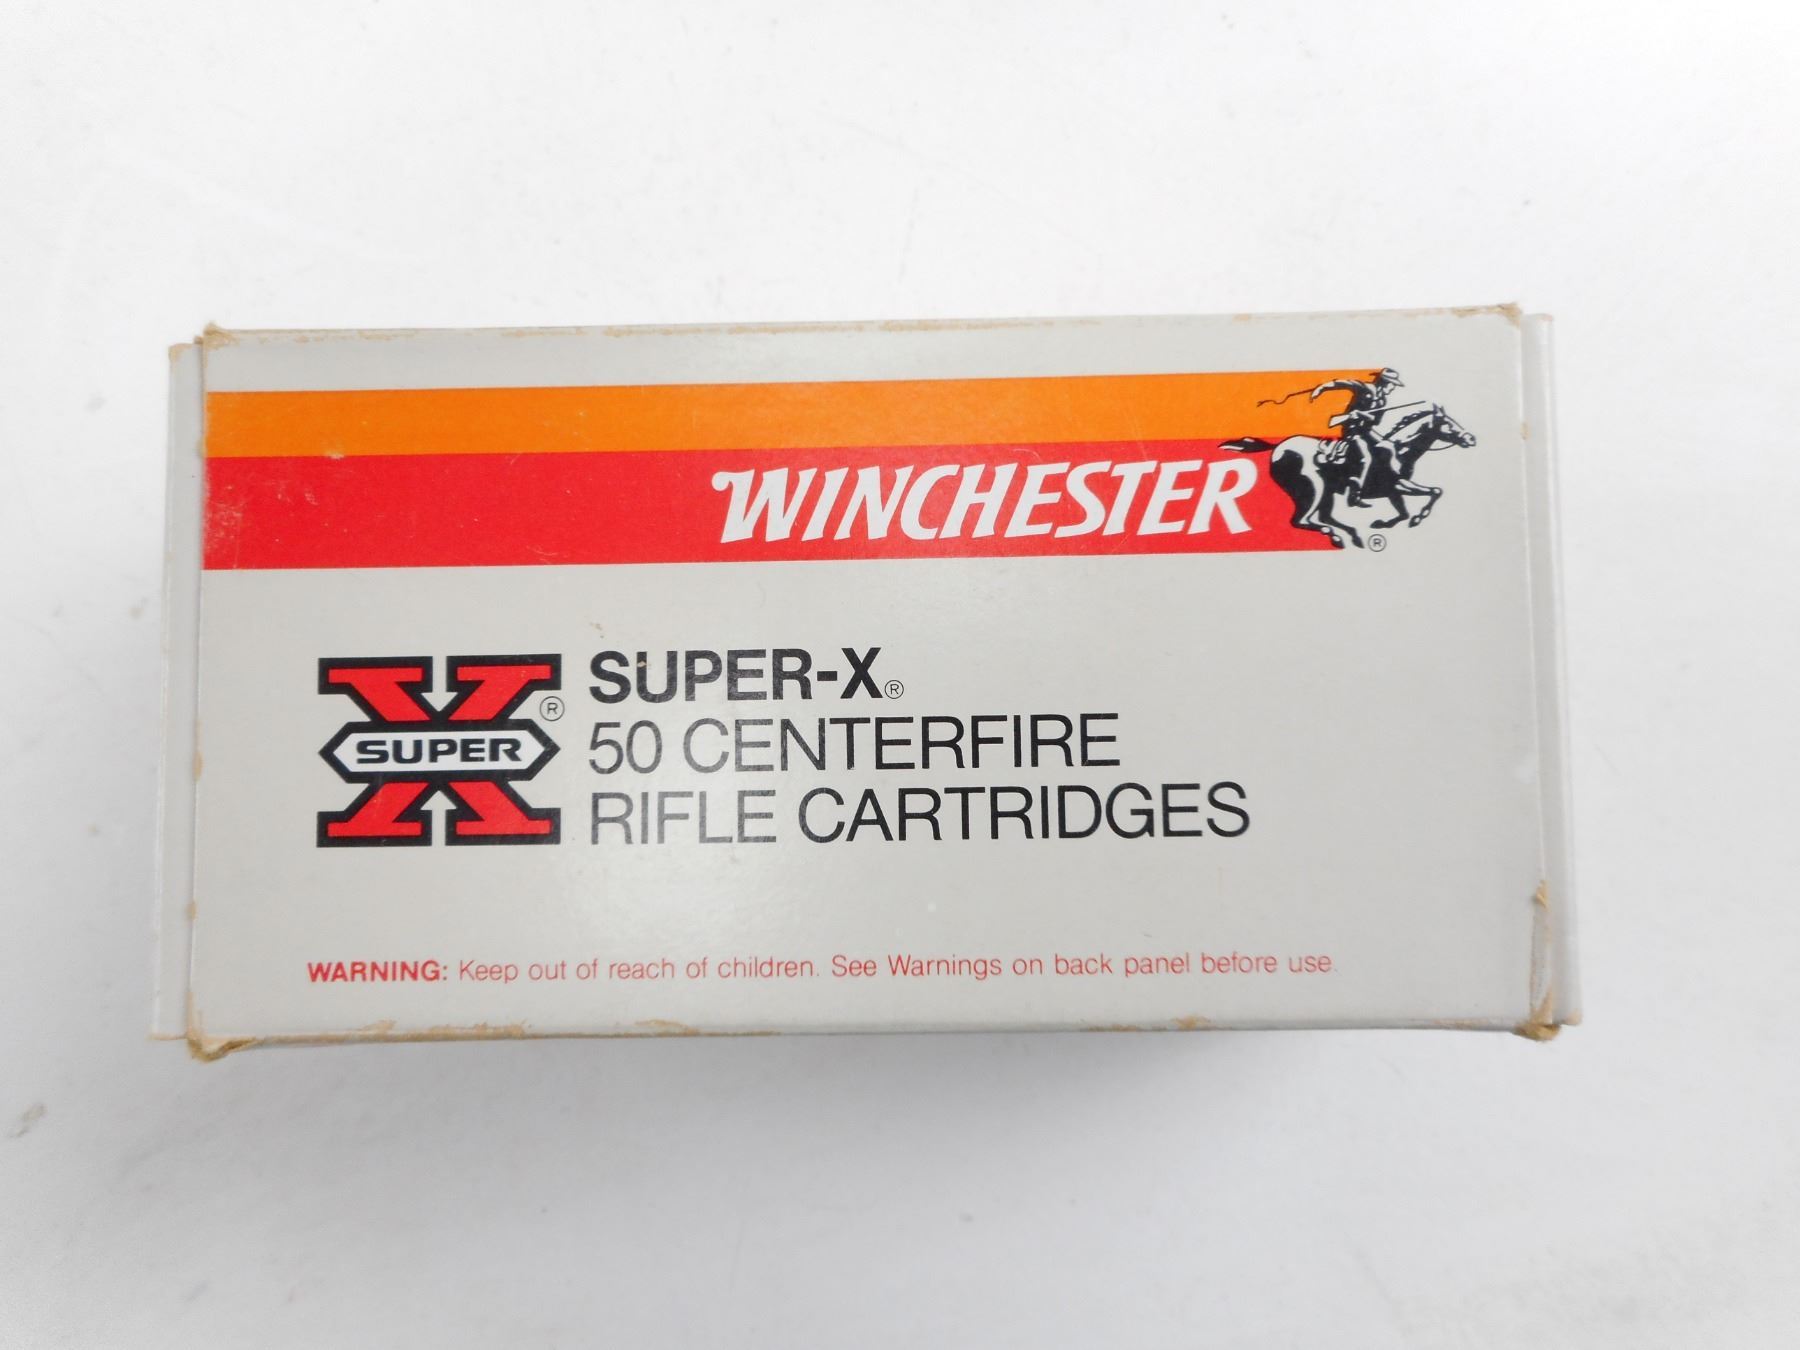 WINCHESTER®
X SUPER®
SUPER-X®
50 CENTERFIRE
RIFLE CARTRIDGES
WARNING: Keep out of reach of children. See Warnings on back panel before use.